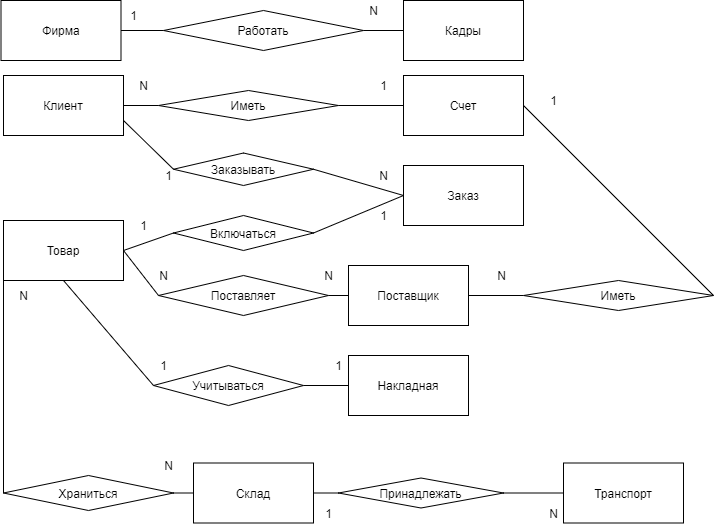 1
N
Фирма
Работать
Кадры
N
1
1
Клиент
Иметь
Счет
Заказывать
1
N
Заказ
1
1
Включаться
Товар
N
N
N
N
Поставляет
Поставщик
Иметь
1
1
Учитываться
Накладная
N
Храниться
Склад
Принадлежать
Транспорт
1
N